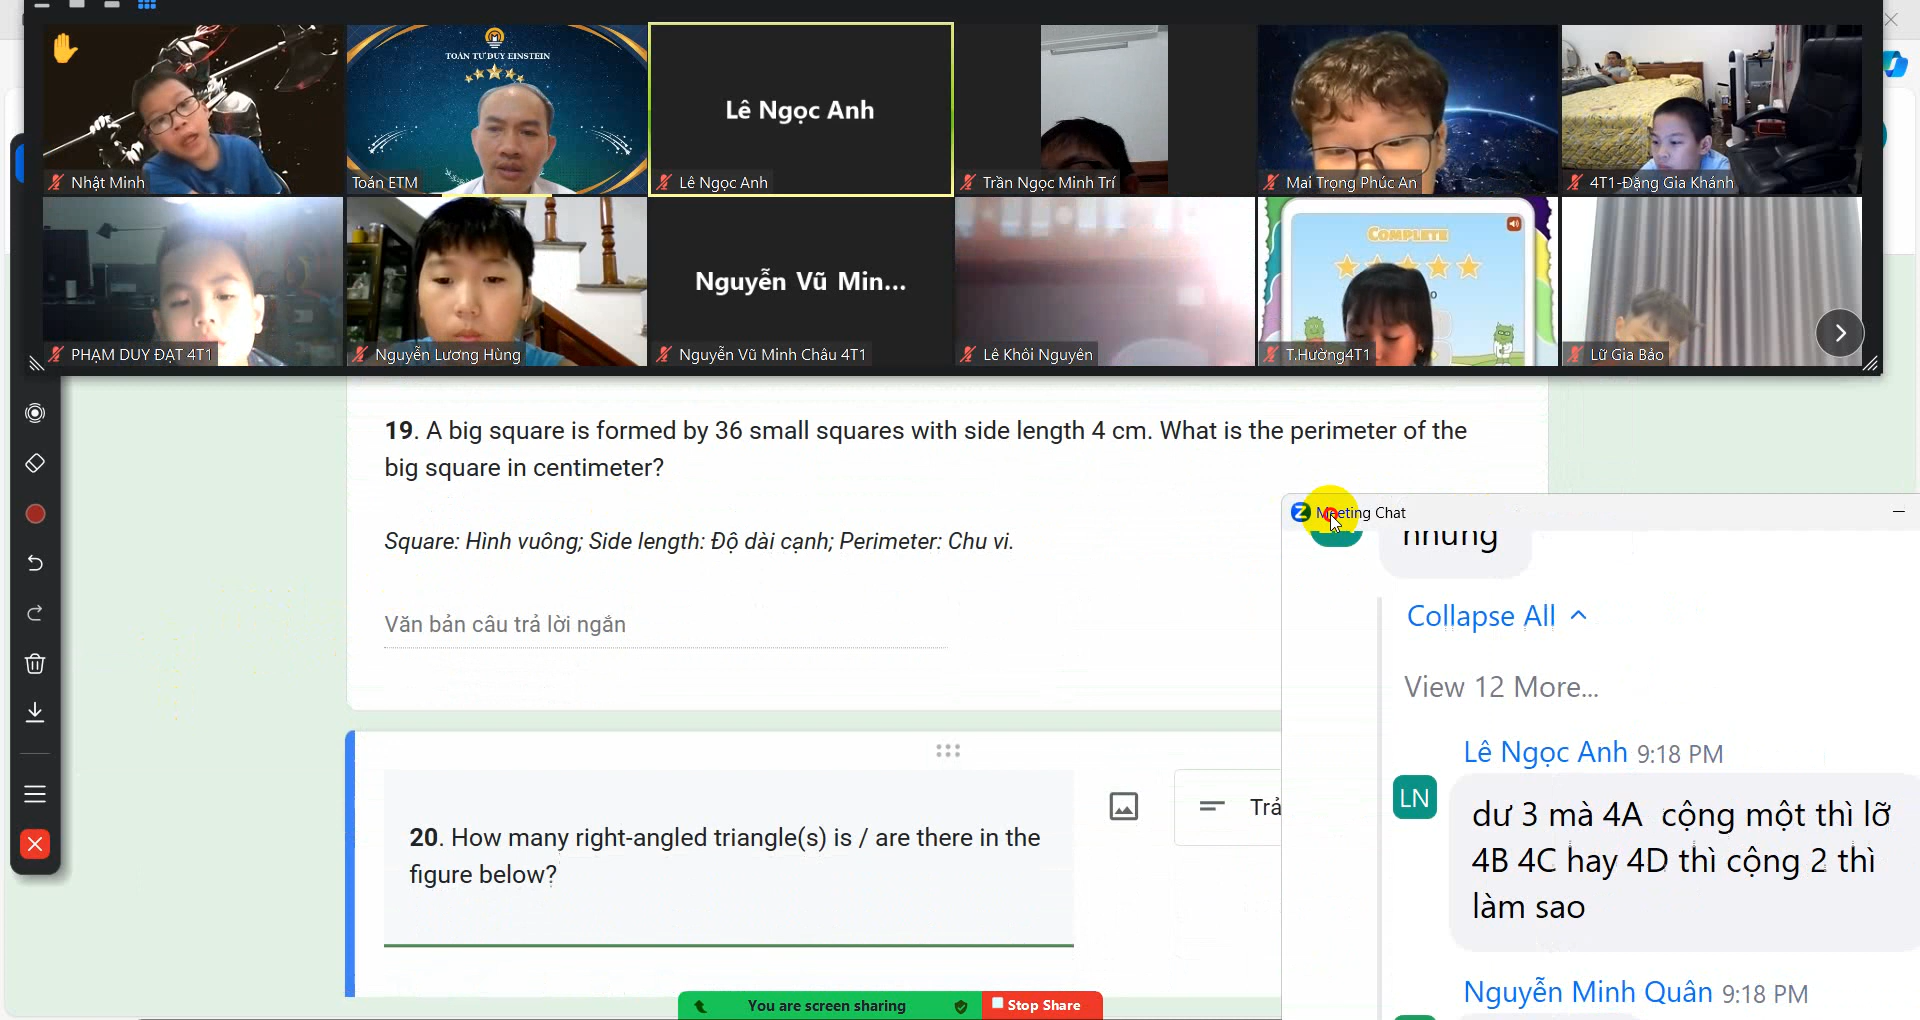 TOÁN TƯ DUY EINSTEIN
Lê Ngọc Anh
Nhật Minh
Toán ETM
Lê Ngọc Anh
Trần Ngọc Minh Trí
Mai Trọng Phúc An
4T1-Đặng Gia Khánh
COMPLETE
Nguyễn Vũ Min...
PHẠM DUY ĐẠT 4T1
Nguyễn Lương Hùng
Nguyễn Vũ Minh Châu 4T1
Lê Khôi Nguyên
T.Hường4T1
Lữ Gia Bảo
19. A big square is formed by 36 small squares with side length 4 cm. What is the perimeter of the
big square in centimeter?
Square: Hình vuông; Side length: Độ dài cạnh; Perimeter: Chu vi.
Văn bản câu trả lời ngắn
20. How many right-angled triangle(s) is / are there in the
figure below?
Trả
Meeting Chat
nhưng
Collapse All
View 12 More...
Lê Ngọc Anh 9:18 PM
LN
dư 3 mà 4A cộng một thì lỡ
4B 4C hay 4D thì cộng 2 thì
làm sao
Nguyễn Minh Quân 9:18 PM
You are screen sharing
Stop Share